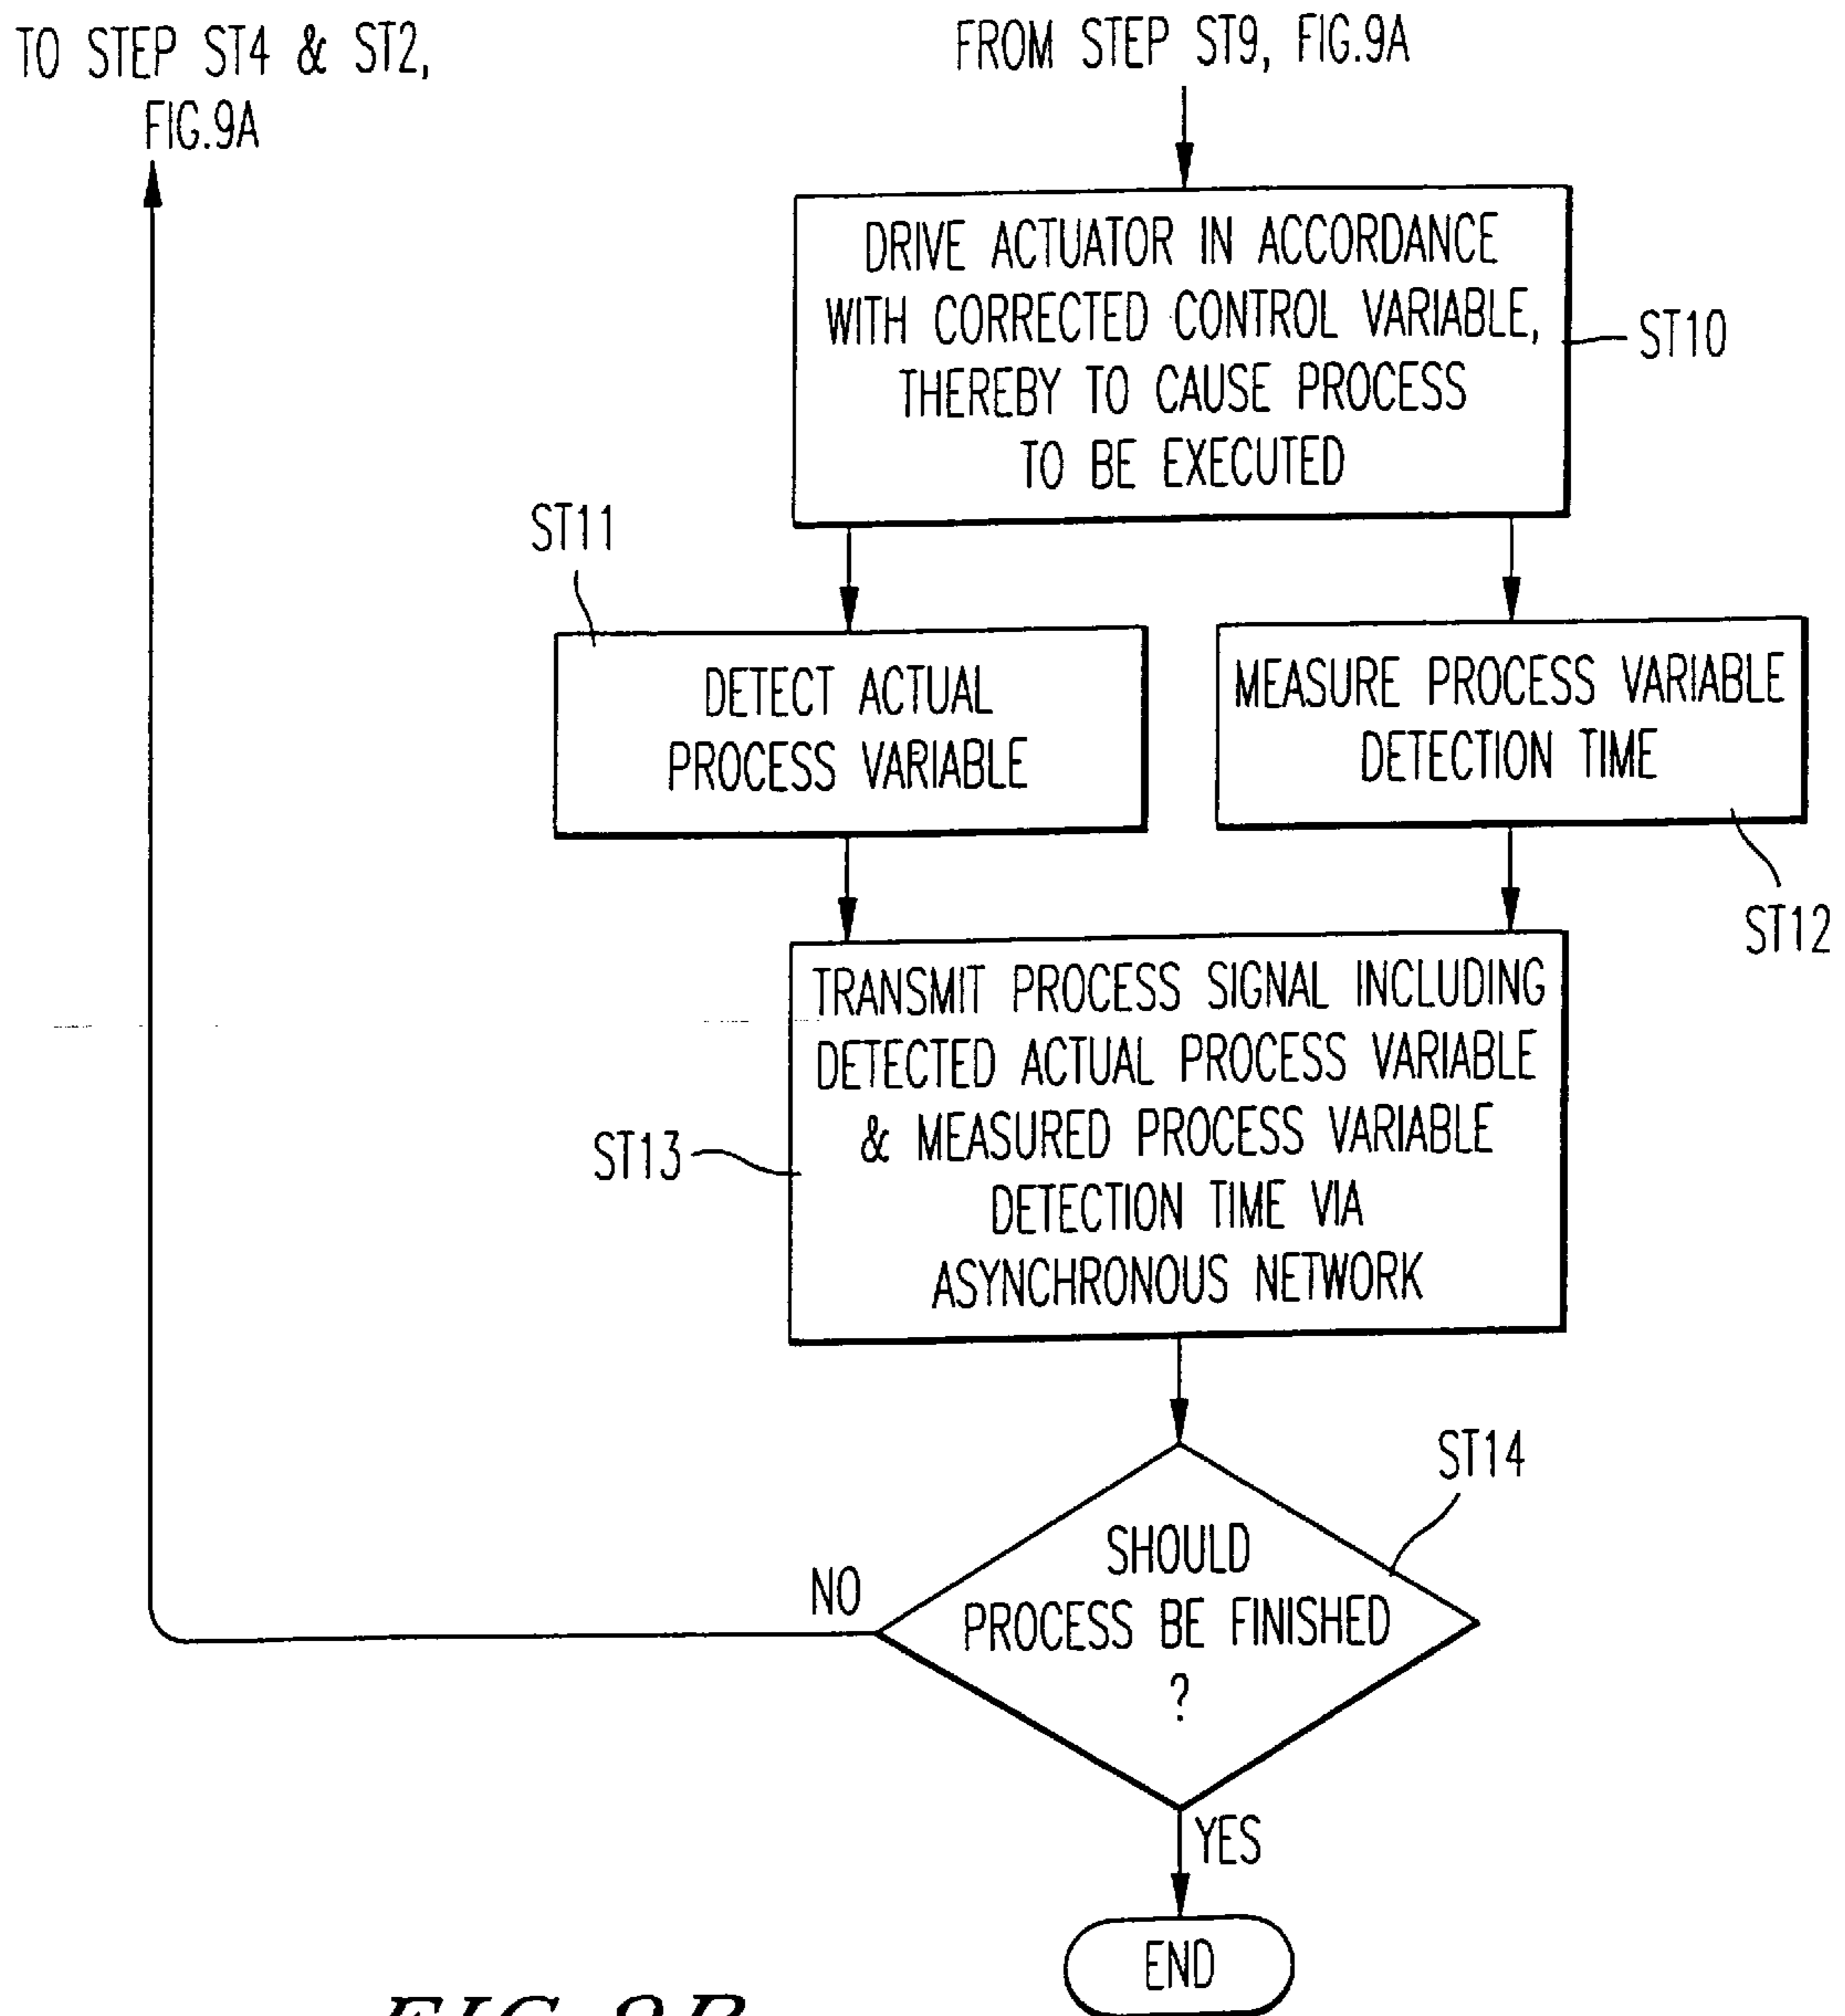 TO STEP ST4 & ST2,
FIG.9A
FROM STEP ST9, FIG.9A
DRIVE ACTUATOR IN ACCORDANCE
WITH CORRECTED CONTROL VARIABLE,
THEREBY TO CAUSE PROCESS
TO BE EXECUTED
ST10
ST11
DETECT ACTUAL
PROCESS VARIABLE
MEASURE PROCESS VARIABLE
DETECTION TIME
ST12
TRANSMIT PROCESS SIGNAL INCLUDING
DETECTED ACTUAL PROCESS VARIABLE
& MEASURED PROCESS VARIABLE
DETECTION TIME VIA
ASYNCHRONOUS NETWORK
ST13
ST14
SHOULD
PROCESS BE FINISHED
?
NO
YES
END